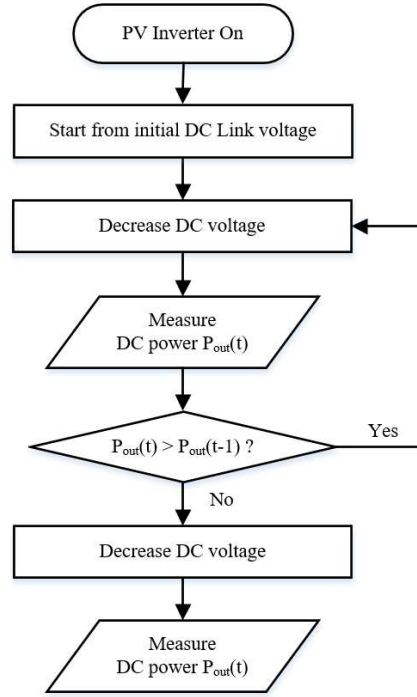 PV Inverter On
Start from initial DC Link voltage
Decrease DC voltage
Measure
DC power Pout(t)
Pout(t) > Pout(t-1) ?
Yes
No
Decrease DC voltage
Measure
DC power Pout(t)